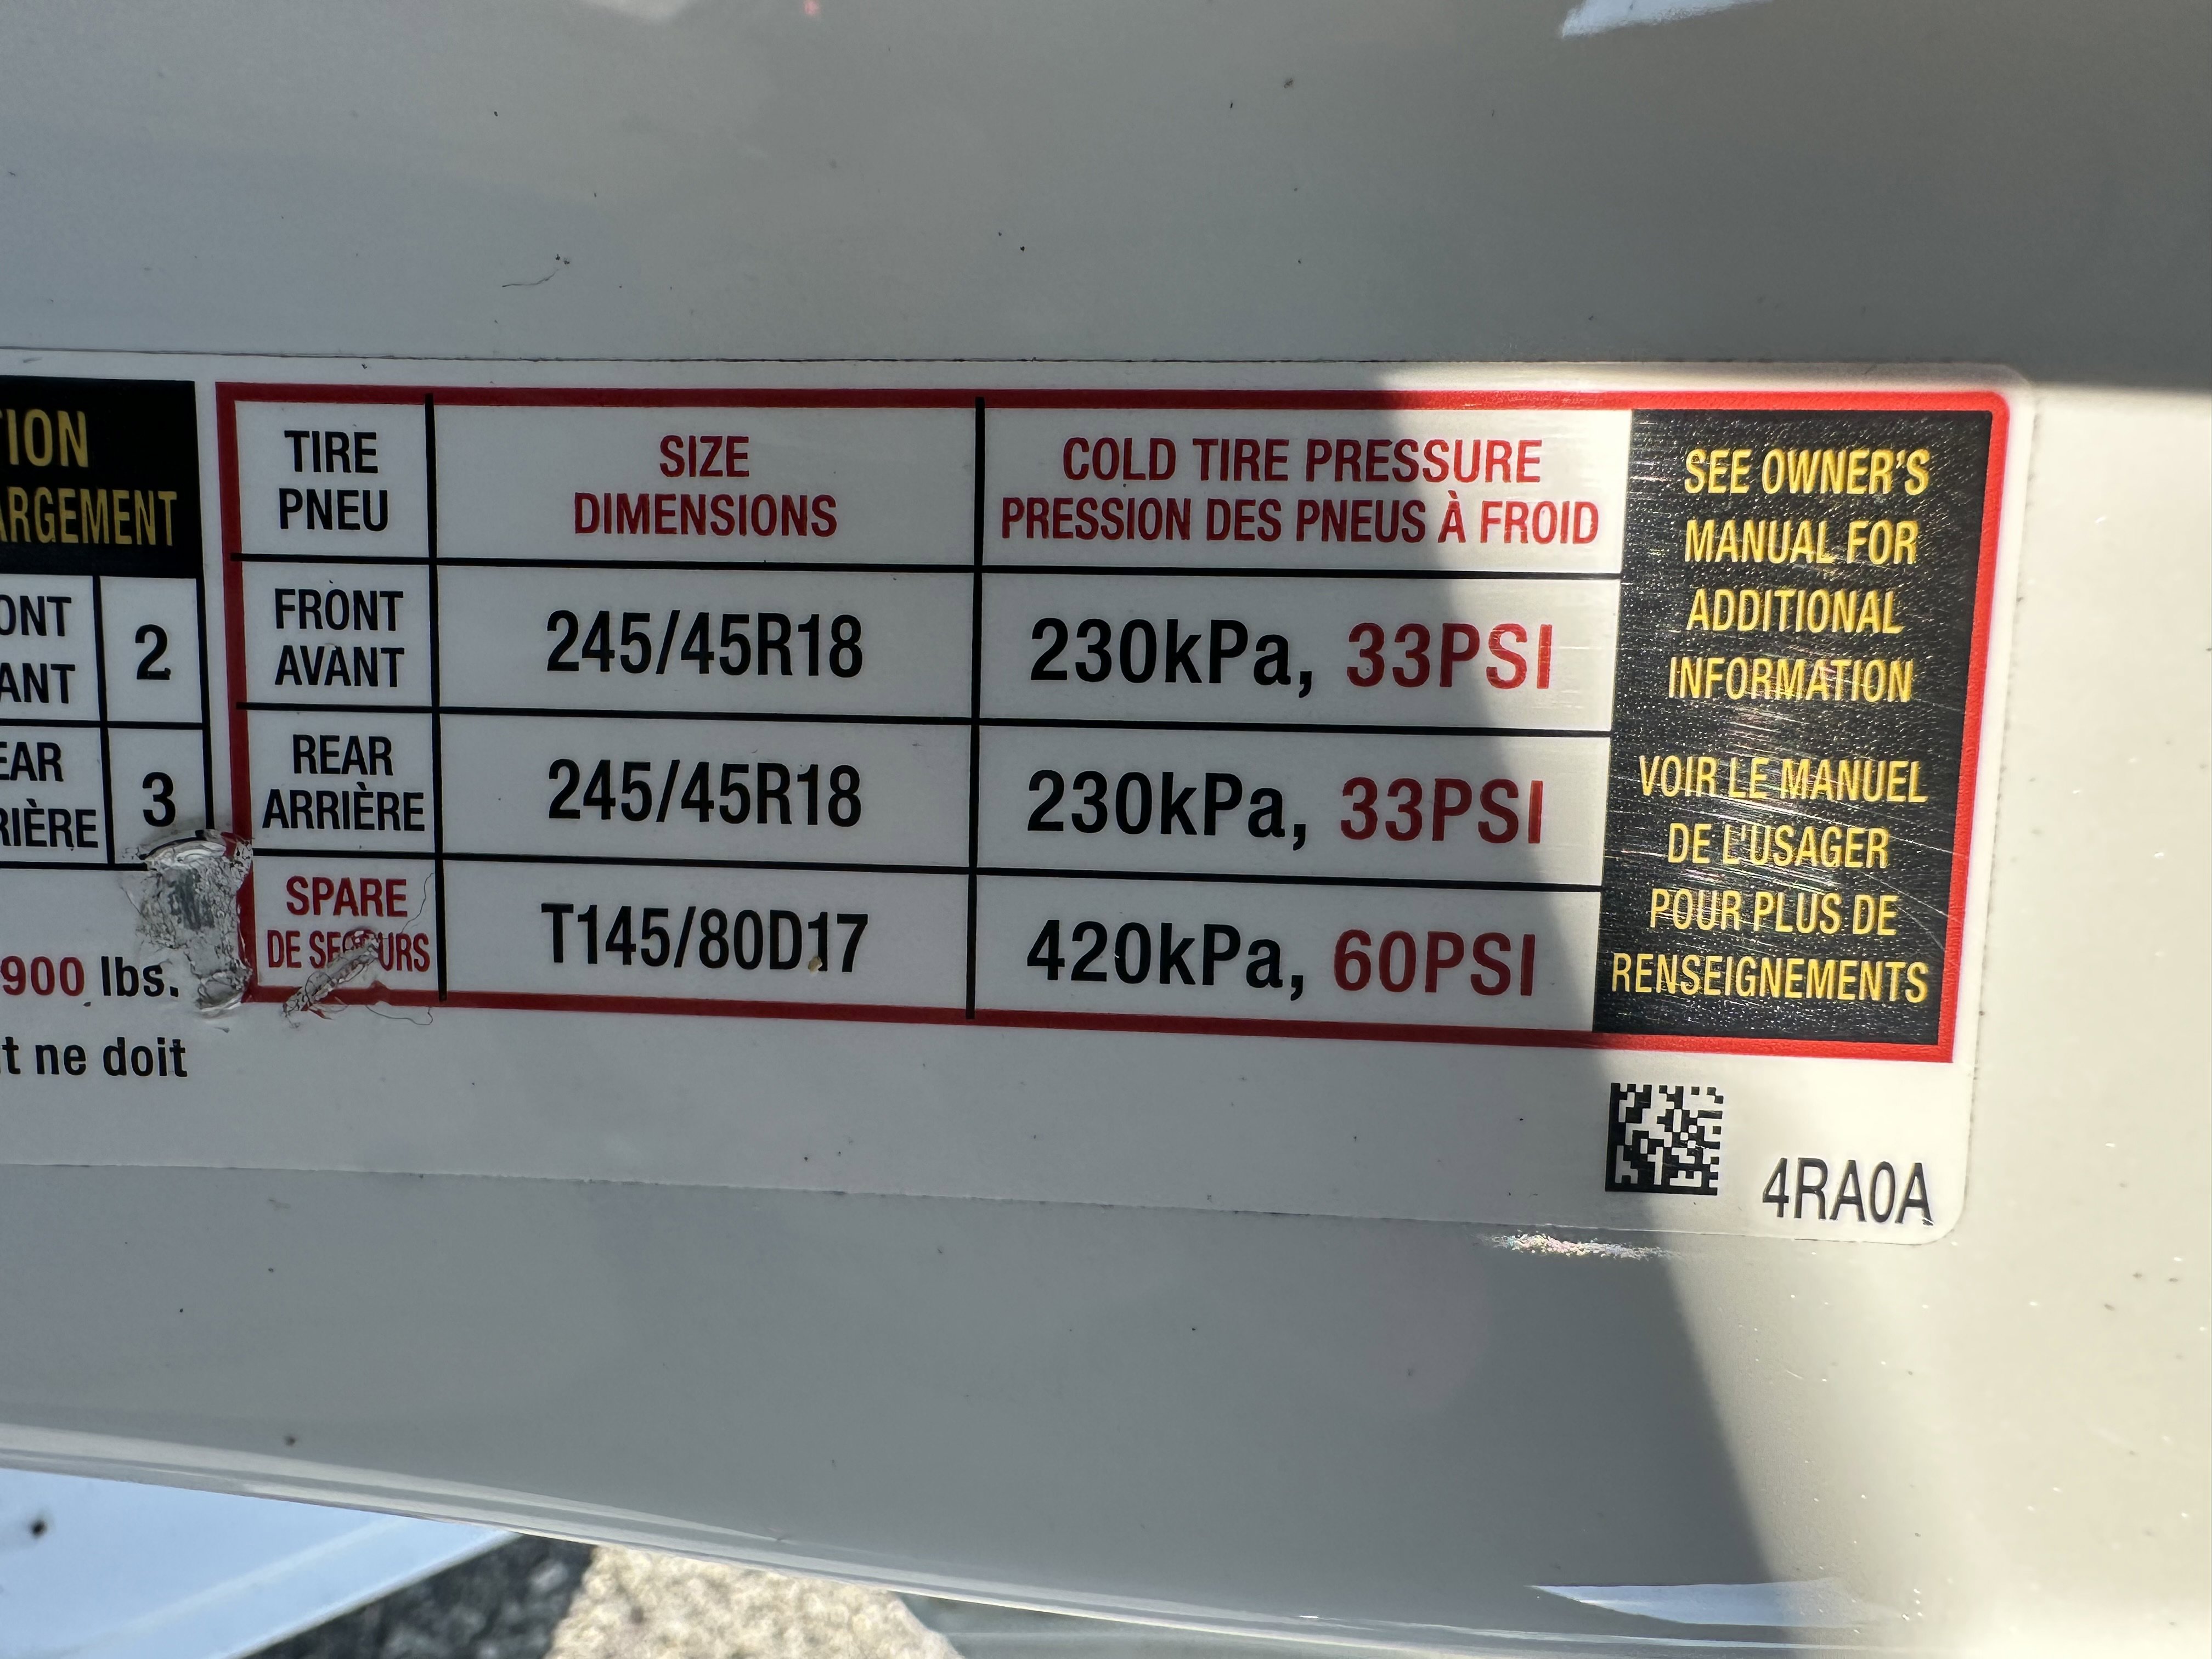 TION
ARGEMENT
ONT
ANT
2
EAR
RIÈRE
3
900 lbs.
t ne doit
TIRE
PNEU
SIZE
DIMENSIONS
COLD TIRE PRESSURE
PRESSION DES PNEUS À FROID
FRONT
AVANT
245/45R18
230kPa, 33PSI
REAR
ARRIÈRE
245/45R18
230kPa, 33PSI
SPARE
DE SECOURS
T145/80D17
420kPa, 60PSI
SEE OWNER'S
MANUAL FOR
ADDITIONAL
INFORMATION
VOIR LE MANUEL
DE L'USAGER
POUR PLUS DE
RENSEIGNEMENTS
4RA0A